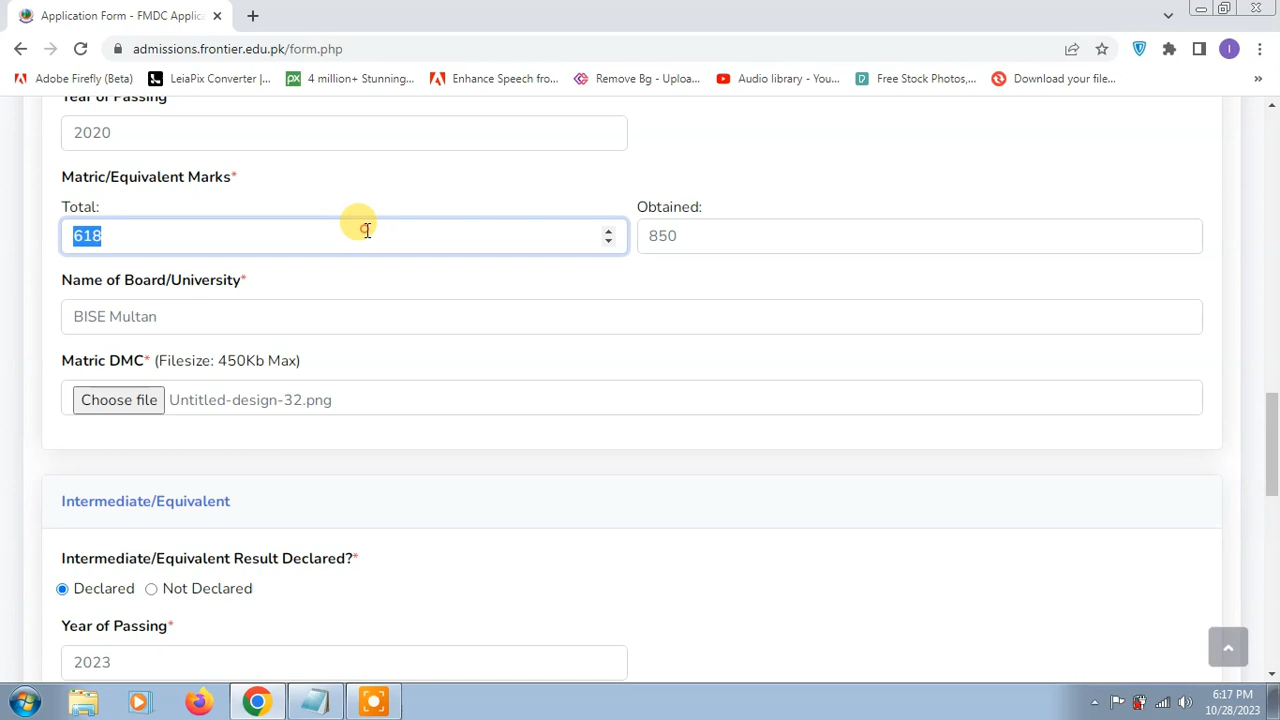 Application Form - FMDC Applica
admissions.frontier.edu.pk/form.php
I
Adobe Firefly (Beta)
LeiaPix Converter |...
px
4 million+ Stunning...
Enhance Speech fro...
Remove Bg - Uploa...
Audio library - You...
Free Stock Photos,...
Download your file...
»
Year of Passing
2020
Matric/Equivalent Marks*
Total:
Obtained:
618
850
Name of Board/University*
BISE Multan
Matric DMC* (Filesize: 450Kb Max)
Choose file Untitled-design-32.png
Intermediate/Equivalent
Intermediate/Equivalent Result Declared?*
Declared Not Declared
Year of Passing*
2023
6:17 PM
10/28/2023